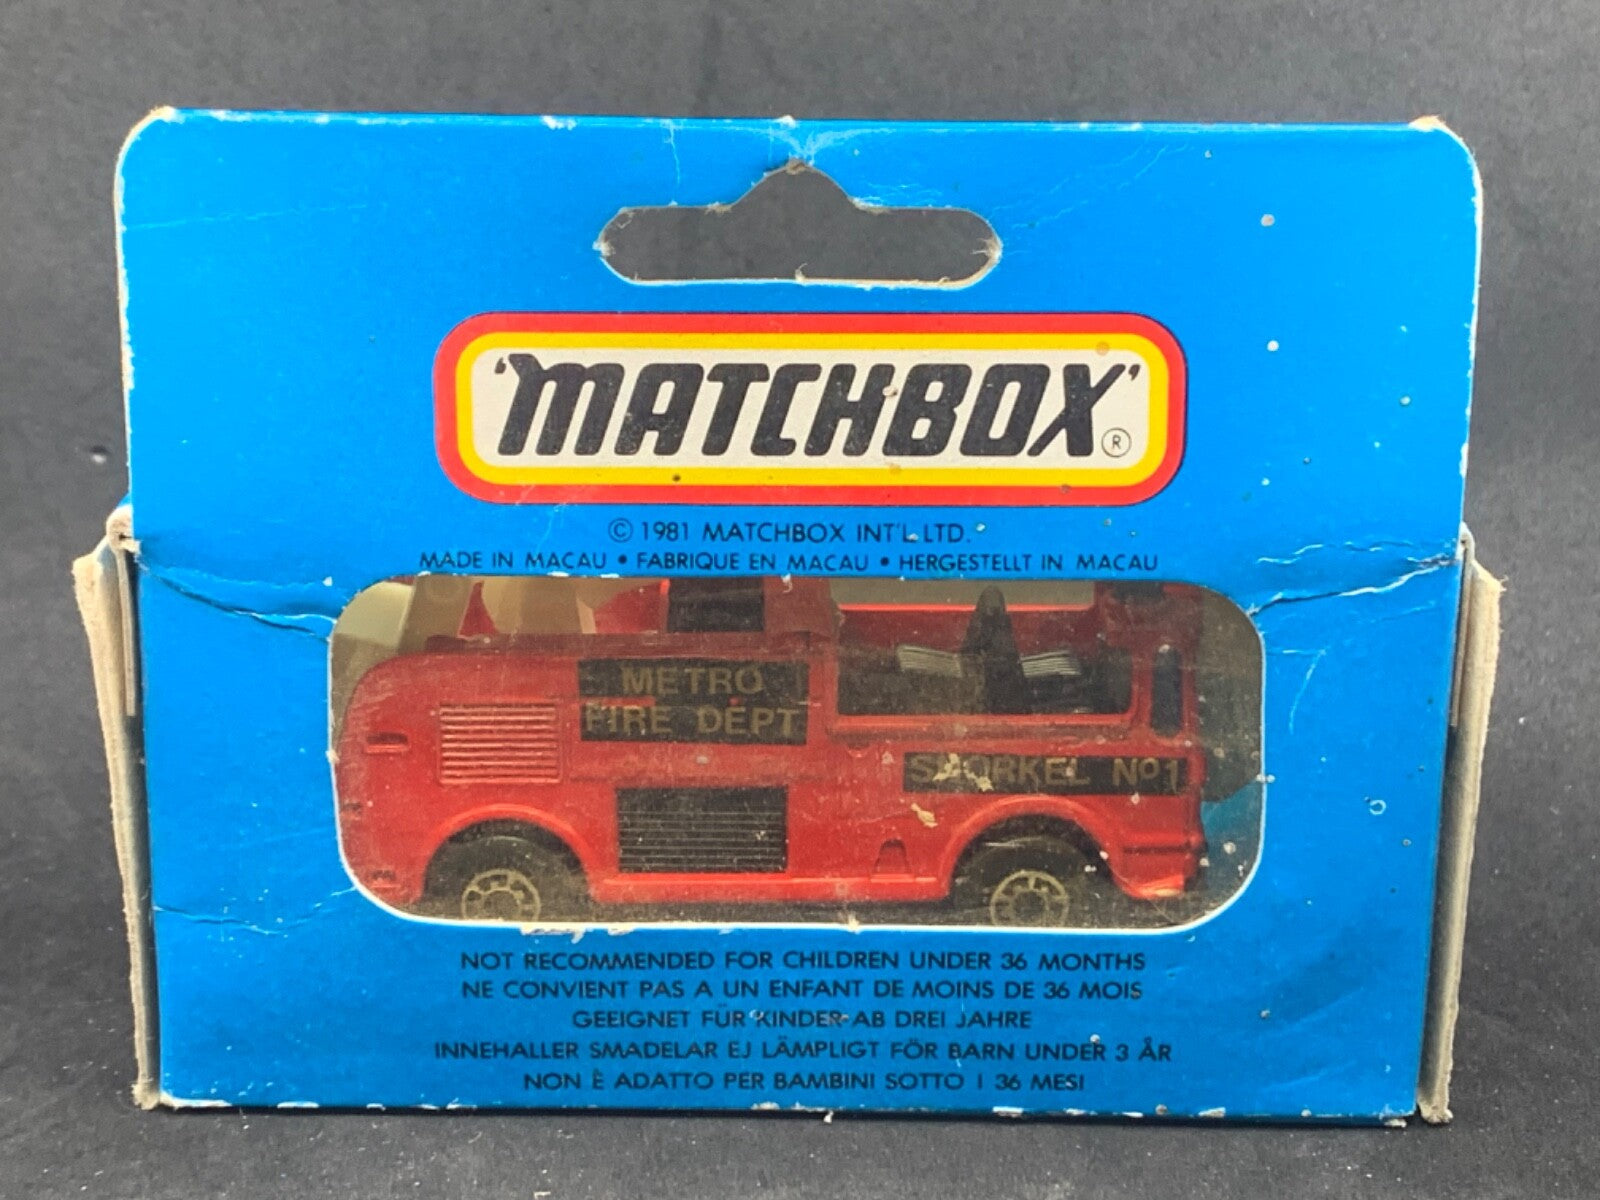 'MATCHBOX' ®
© 1981 MATCHBOX INT'L. LTD.
MADE IN MACAU • FABRIQUE EN MACAU • HERGESTELLT IN MACAU
METRO
FIRE DEPT
SNORKEL Nº1
NOT RECOMMENDED FOR CHILDREN UNDER 36 MONTHS
NE CONVIENT PAS A UN ENFANT DE MOINS DE 36 MOIS
GEEIGNET FÜR KINDER AB DREI JAHRE
INNEHALLER SMADELAR EJ LÄMPLIGT FÖR BARN UNDER 3 ÅR
NON È ADATTO PER BAMBINI SOTTO I 36 MESI